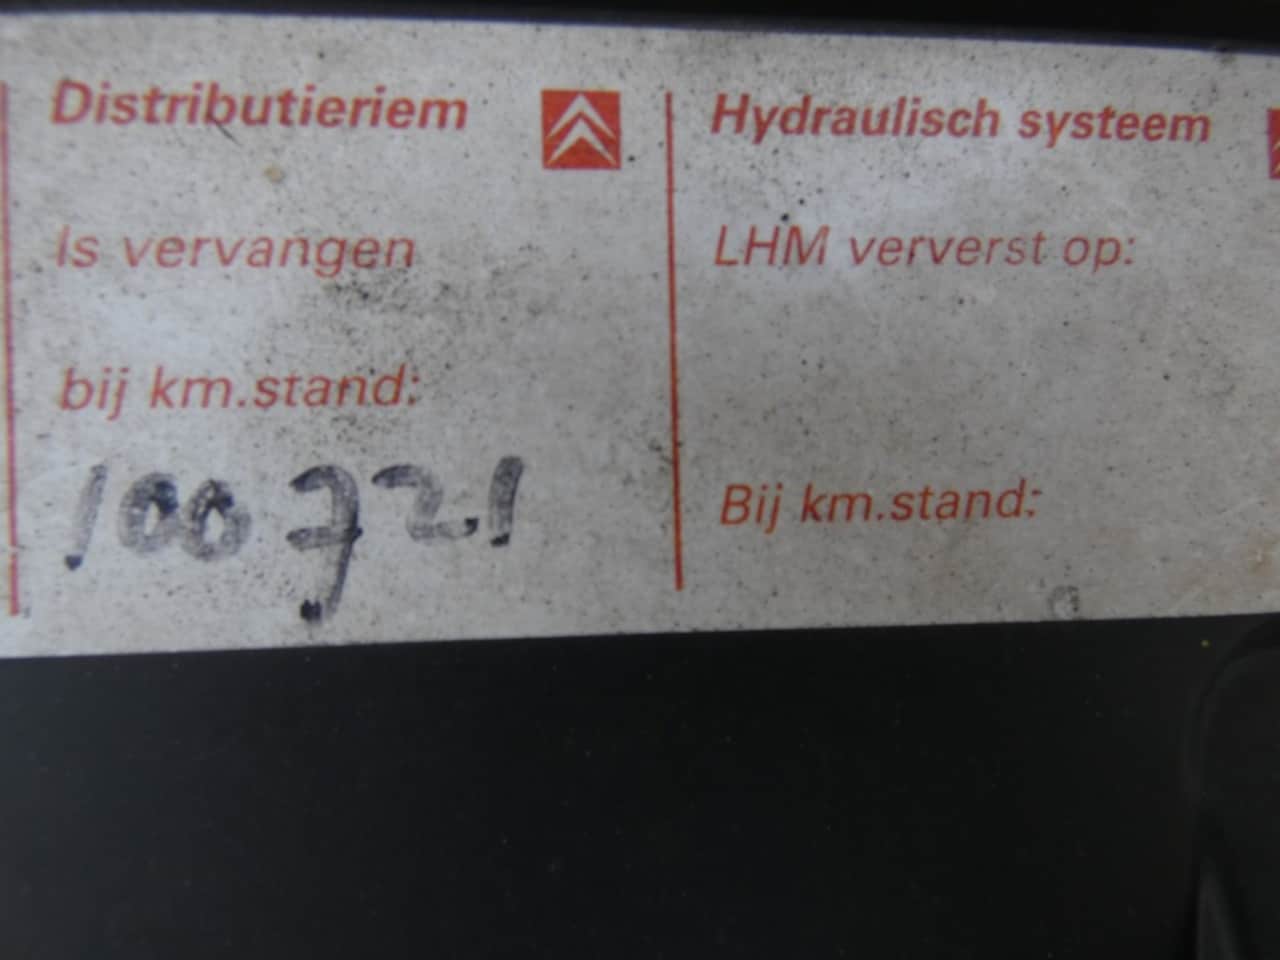 Distributieriem
Is vervangen
bij km.stand:
100721
Hydraulisch systeem
LHM ververst op:
Bij km.stand: